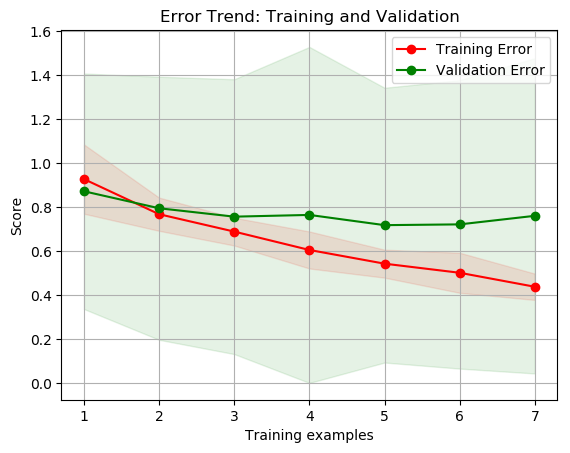 Error Trend: Training and Validation
1.6
1.4
1.2
1.0
0.8
0.6
0.4
0.2
0.0
Score
Training Error
Validation Error
1 2 3 4 5 6 7
Training examples